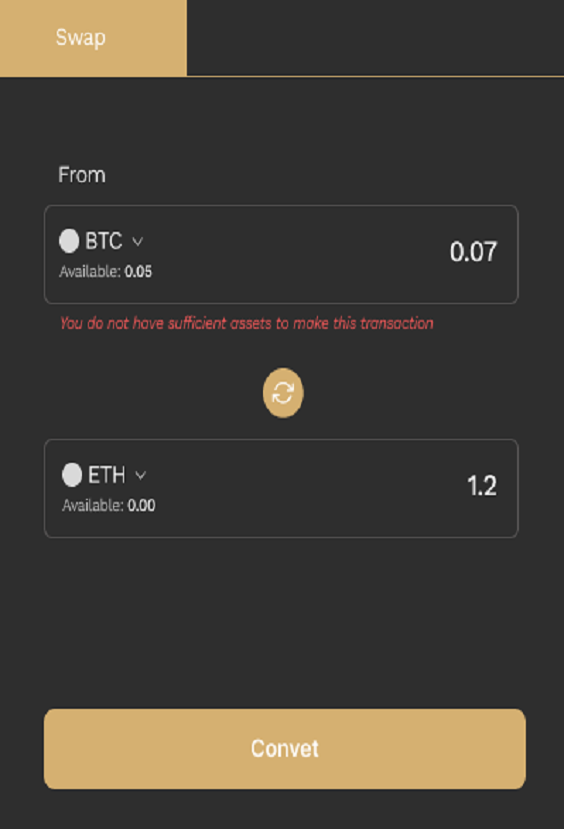 Swap
From
BTC
0.07
Available: 0.05
You do not have sufficient assets to make this transaction
ETH
1.2
Available: 0.00
Convet